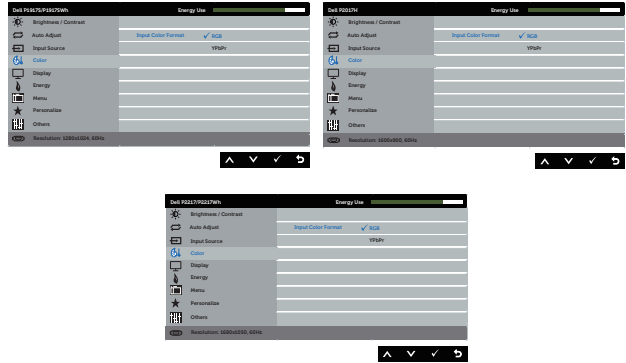 Dell P1917S/P1917SWh Energy Use
Brightness / Contrast
Auto Adjust Input Color Format ✓ RGB
Input Source YPbPr
Color
Display
Energy
Menu
Personalize
Others
Resolution: 1280x1024, 60Hz
Dell P2017H Energy Use
Brightness / Contrast
Auto Adjust Input Color Format ✓ RGB
Input Source YPbPr
Color
Display
Energy
Menu
Personalize
Others
Resolution: 1600x900, 60Hz
Dell P2217/P2217Wh Energy Use
Brightness / Contrast
Auto Adjust Input Color Format ✓ RGB
Input Source YPbPr
Color
Display
Energy
Menu
Personalize
Others
Resolution: 1680x1050, 60Hz